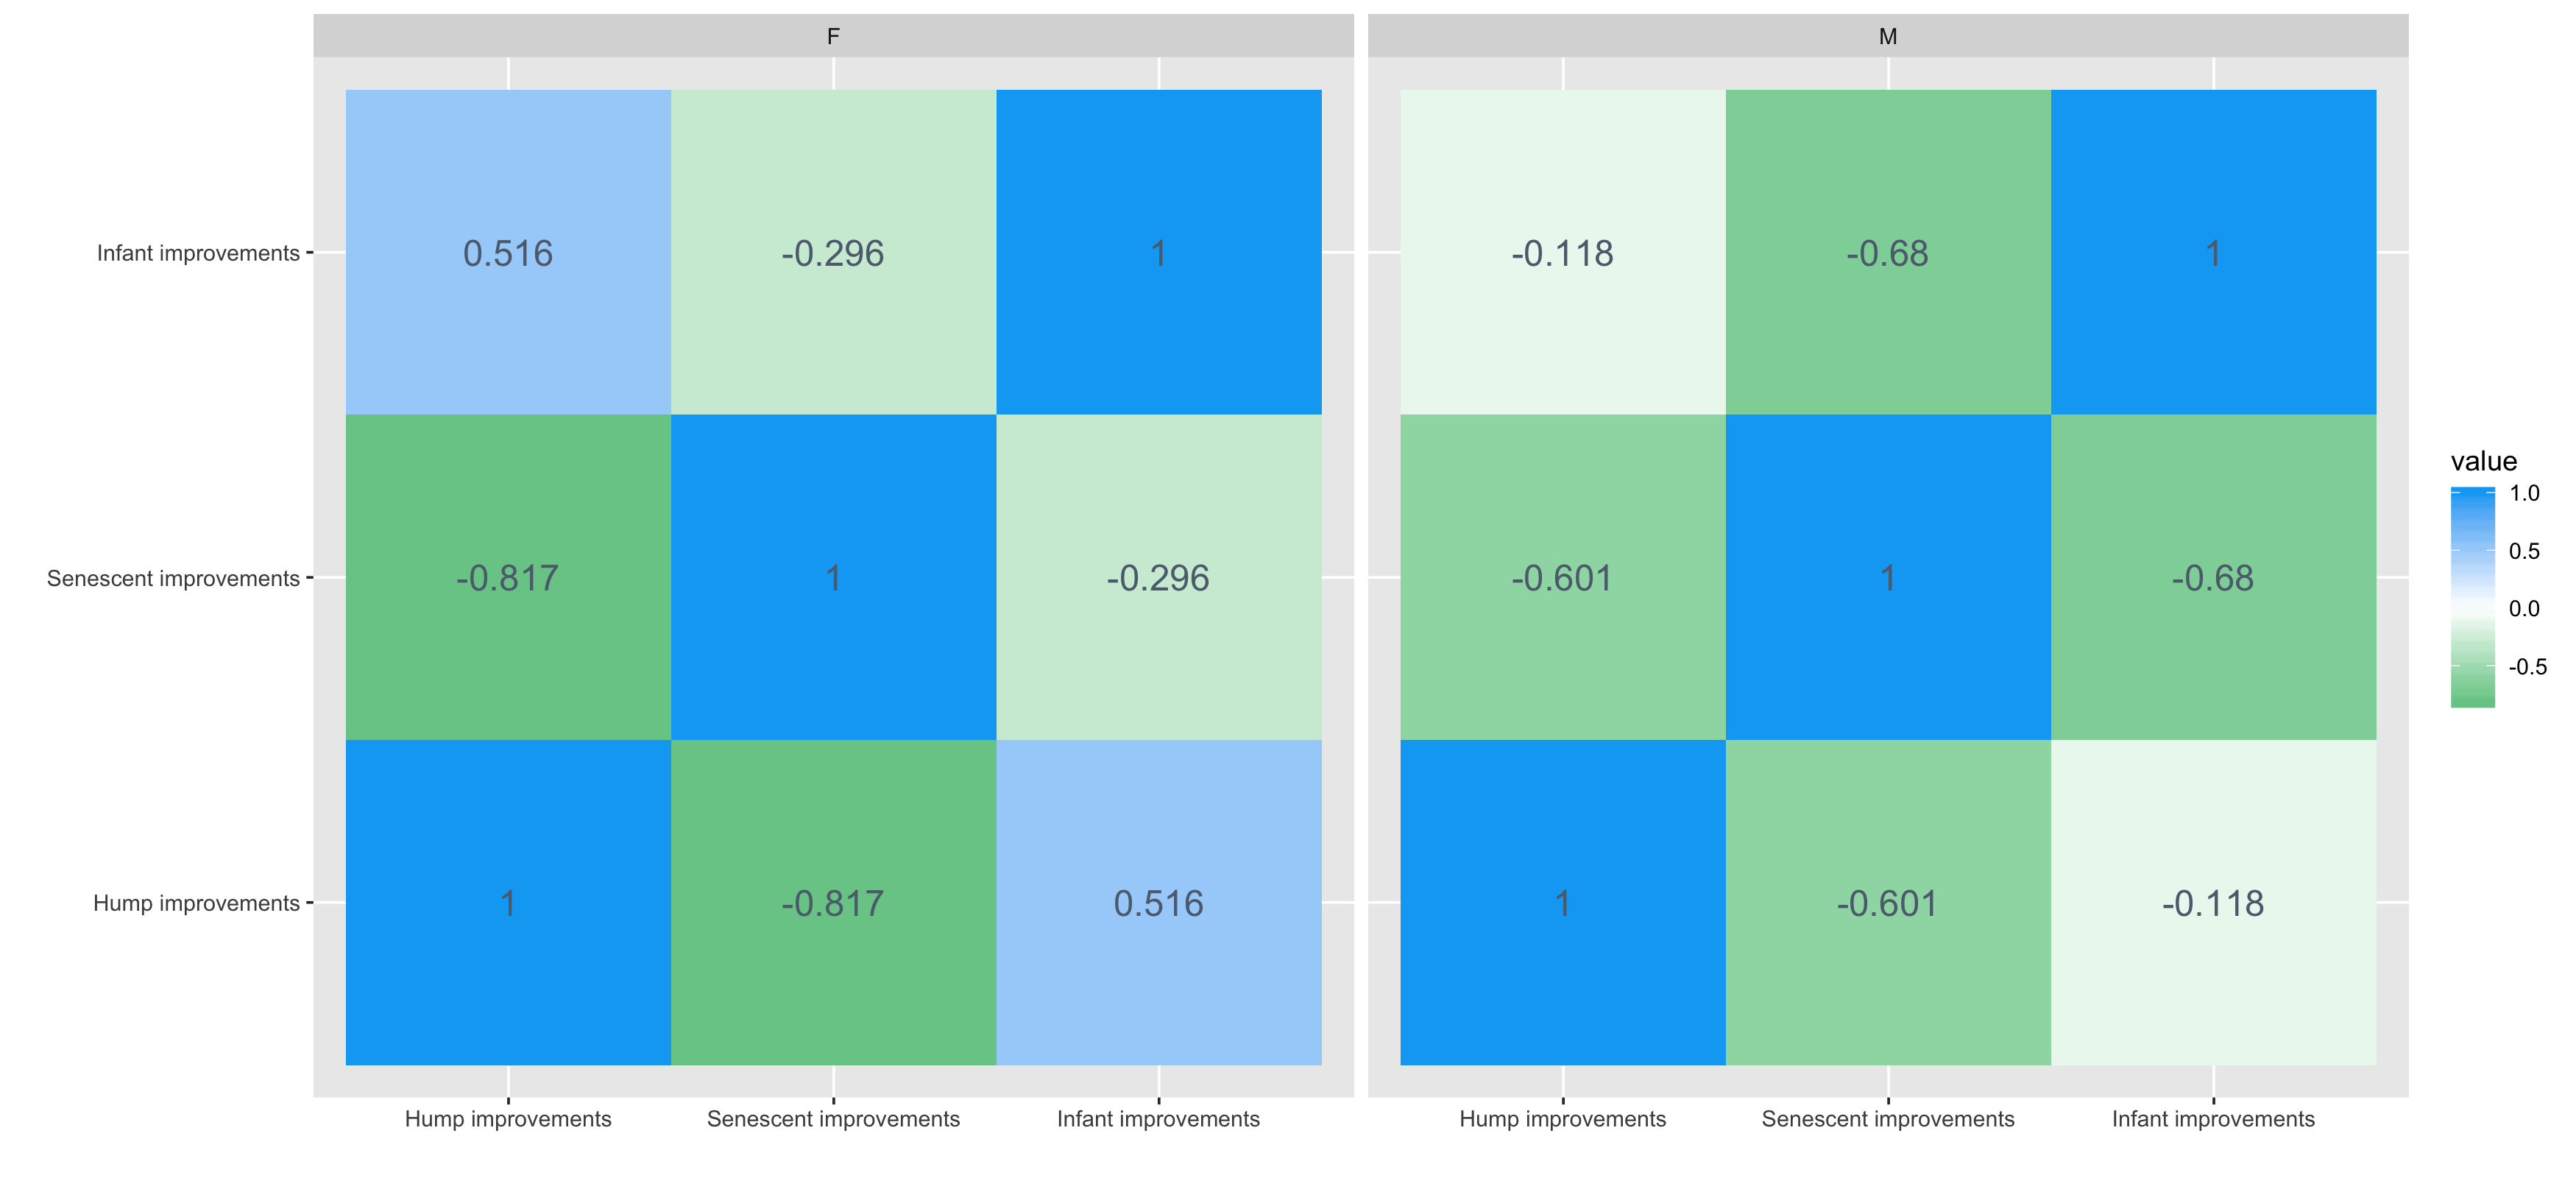 F M
Infant improvements 0.516 -0.296 1 -0.118 -0.68 1
value
1.0
0.5
Senescent improvements -0.817 1 -0.296 -0.601 1 -0.68
0.0
-0.5
Hump improvements 1 -0.817 0.516 1 -0.601 -0.118
Hump improvements Senescent improvements Infant improvements Hump improvements Senescent improvements Infant improvements